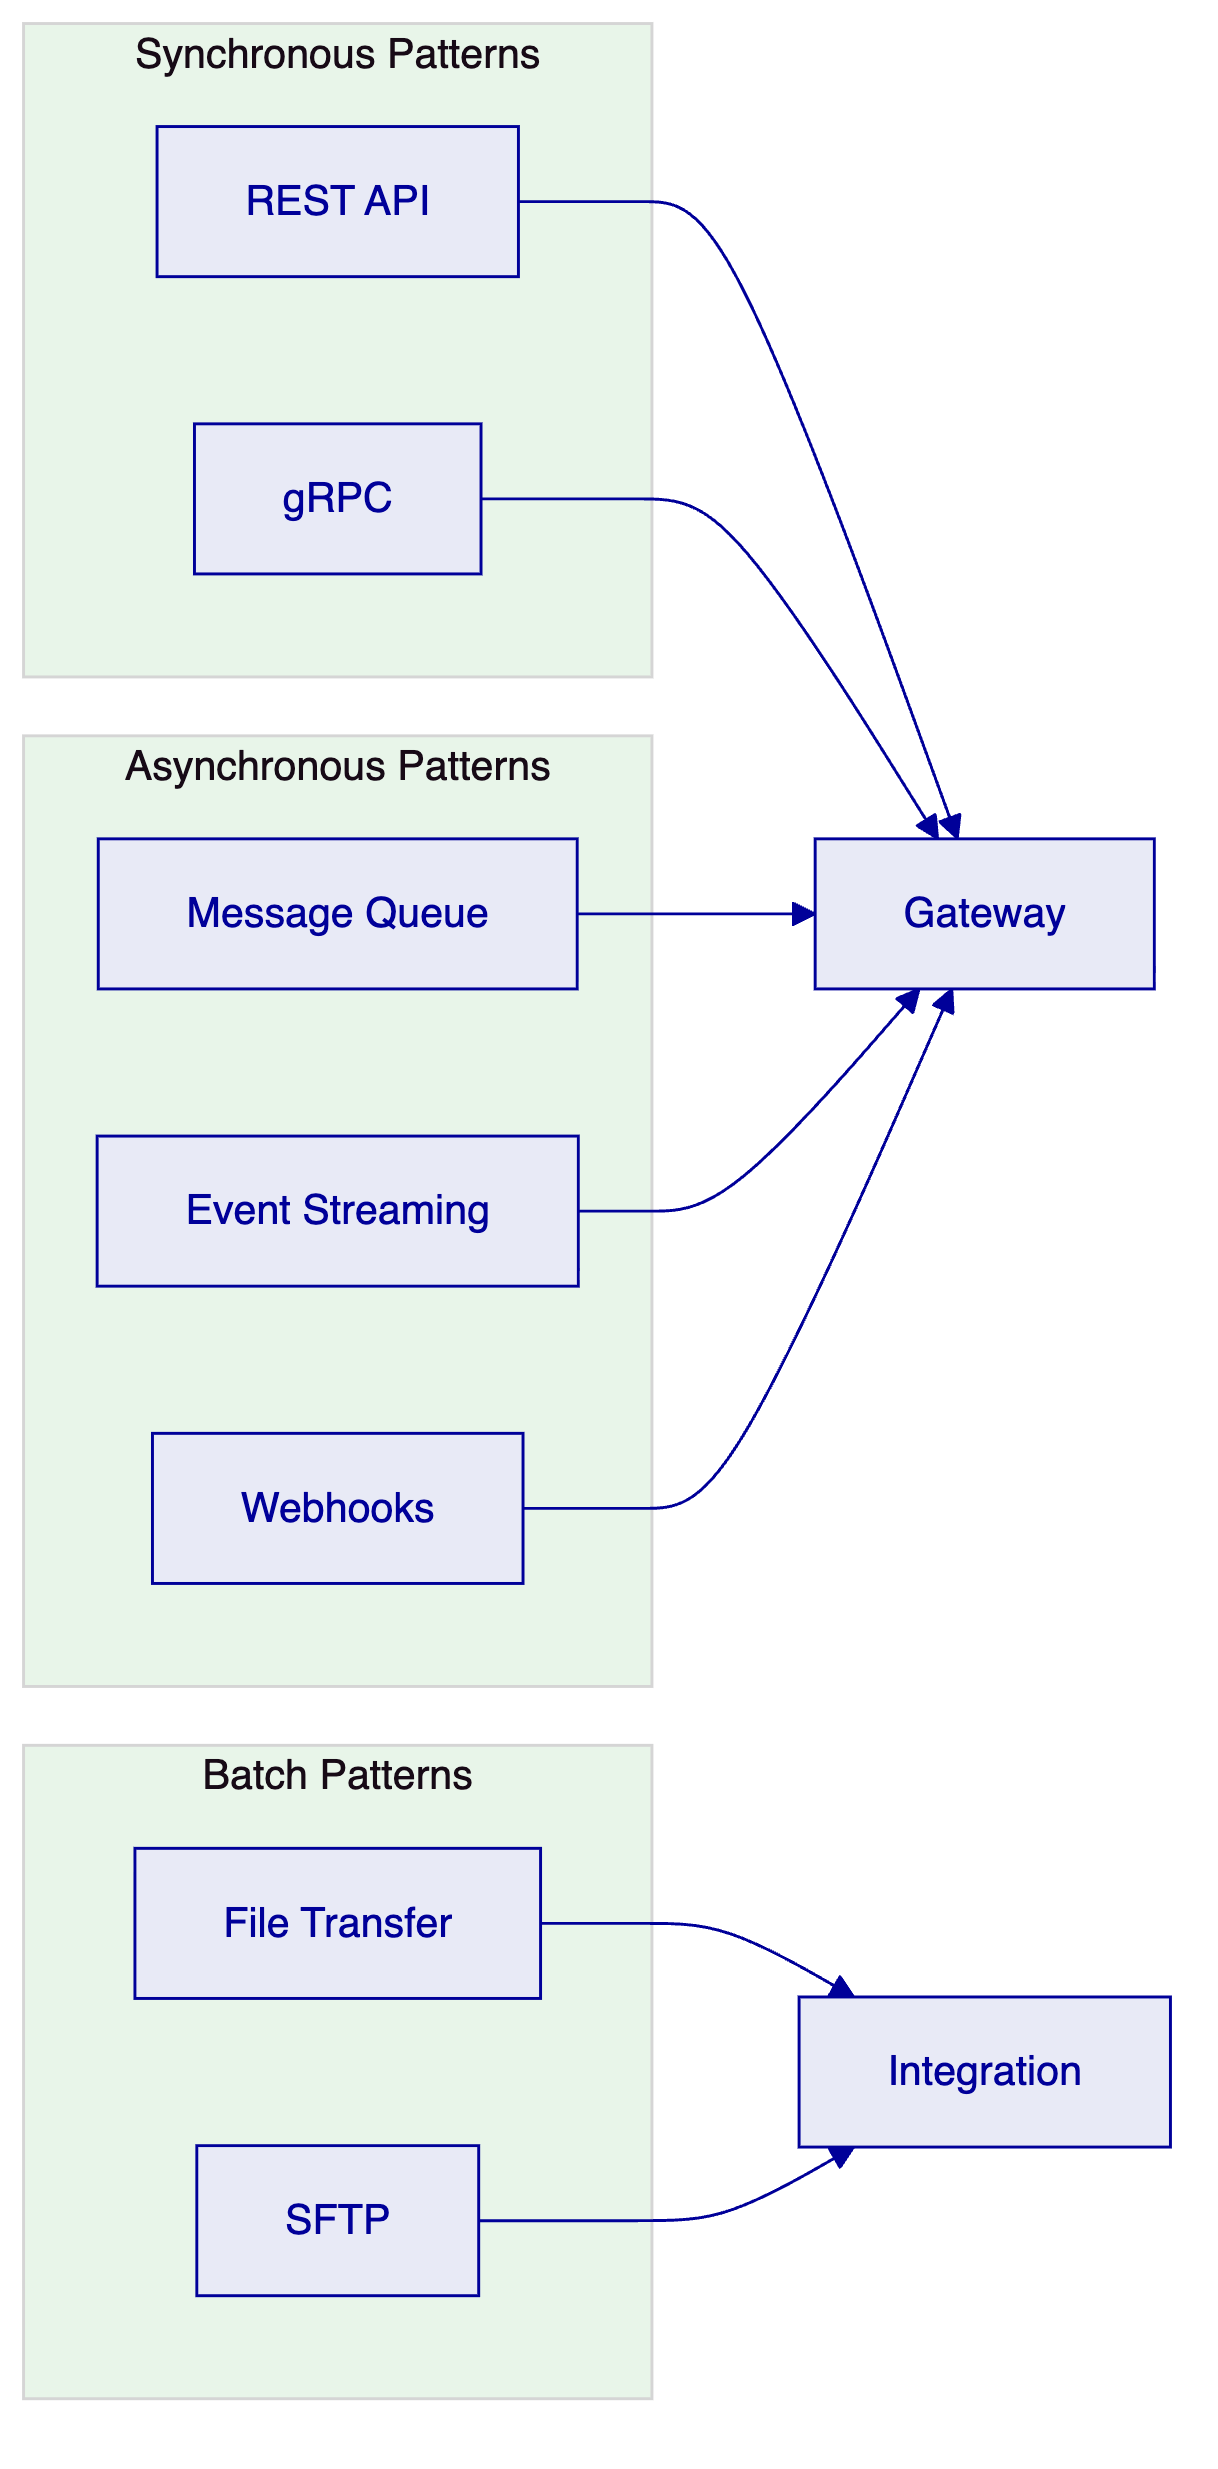 Synchronous Patterns
REST API
gRPC
Asynchronous Patterns
Message Queue
Gateway
Event Streaming
Webhooks
Batch Patterns
File Transfer
Integration
SFTP